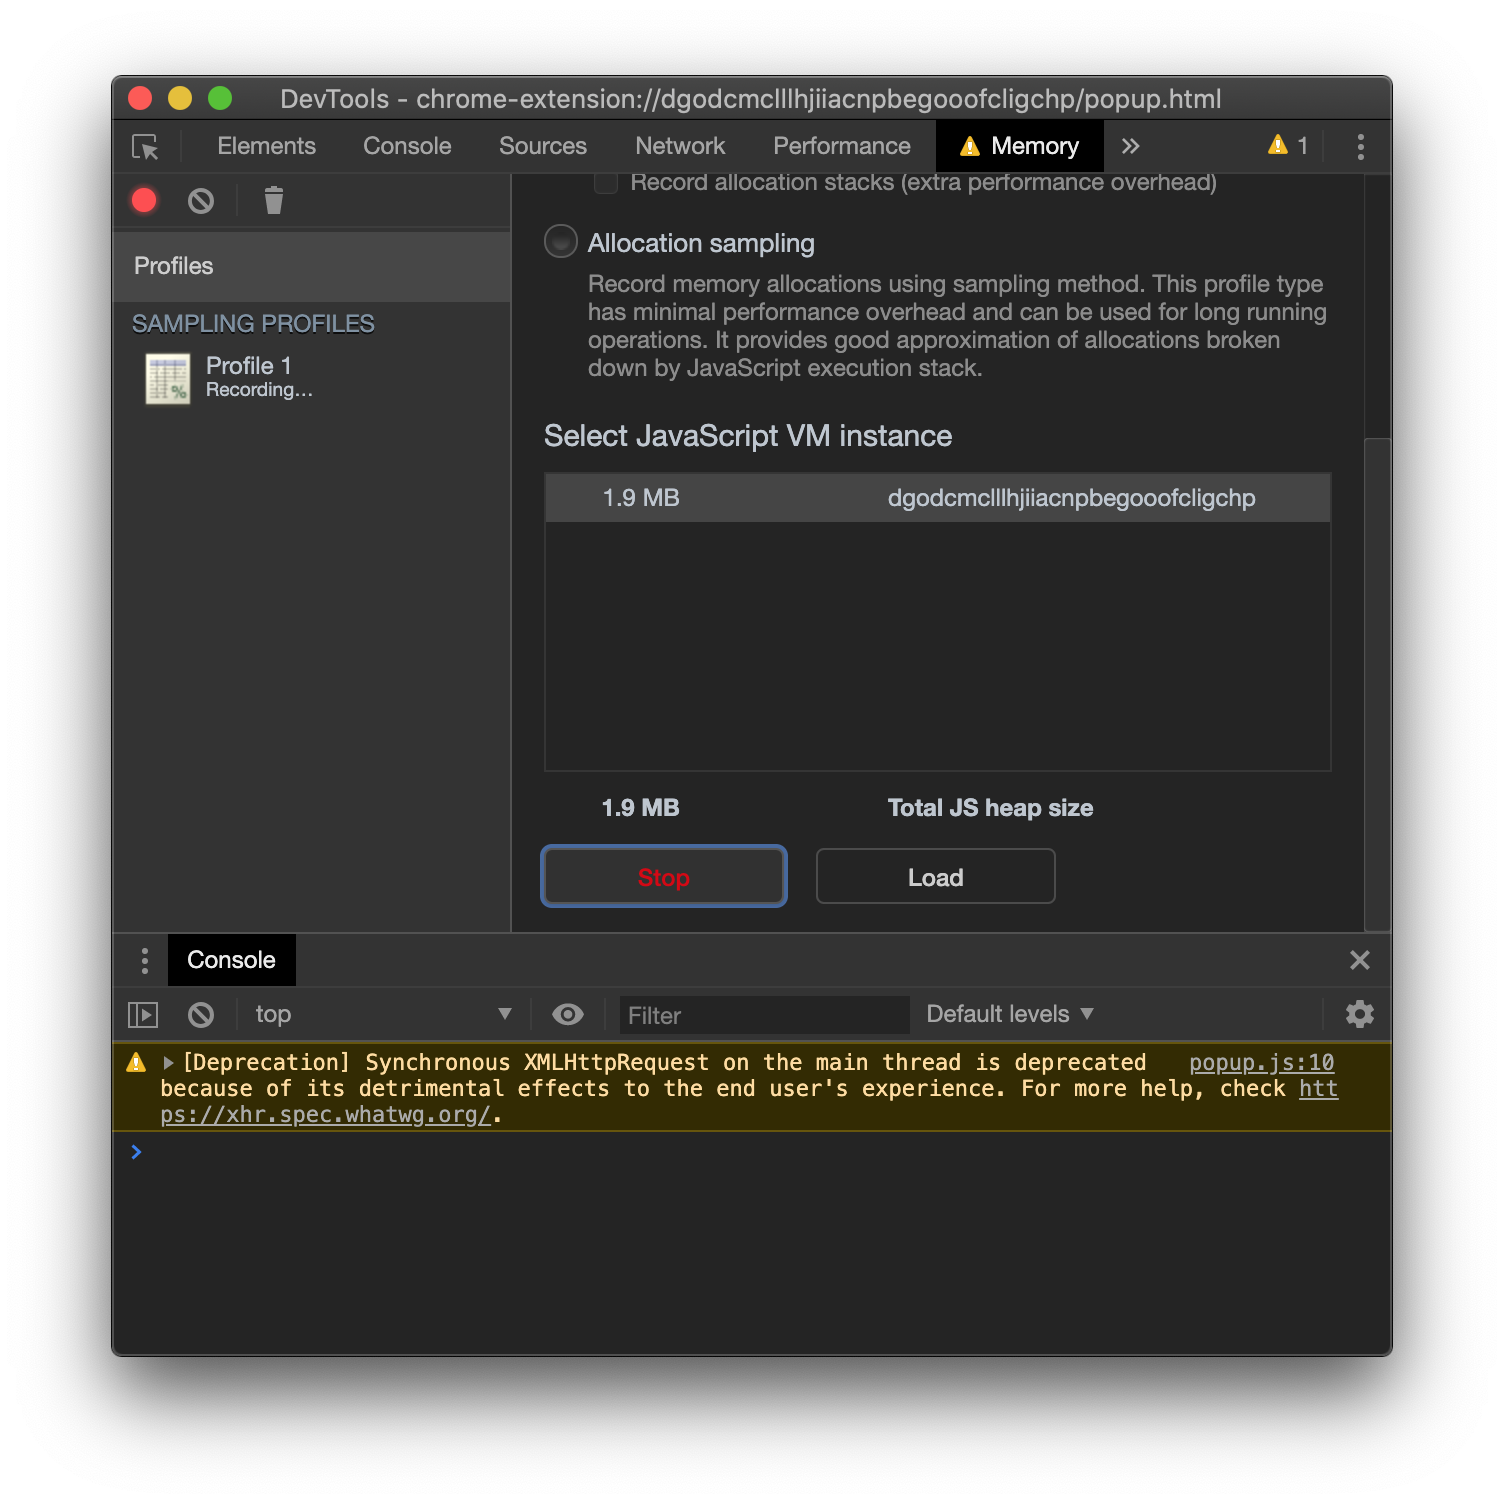 DevTools - chrome-extension://dgodcmclllhjiiacnpbegooofcligchp/popup.html
Elements Console Sources Network Performance Memory » 1
Record allocation stacks (extra performance overhead)
Profiles
SAMPLING PROFILES
Profile 1
Recording…
Allocation sampling
Record memory allocations using sampling method. This profile type
has minimal performance overhead and can be used for long running
operations. It provides good approximation of allocations broken
down by JavaScript execution stack.
Select JavaScript VM instance
1.9 MB dgodcmclllhjiiacnpbegooofcligchp
1.9 MB Total JS heap size
Stop Load
Console
top Filter Default levels
[Deprecation] Synchronous XMLHttpRequest on the main thread is deprecated popup.js:10
because of its detrimental effects to the end user's experience. For more help, check htt
ps://xhr.spec.whatwg.org/.